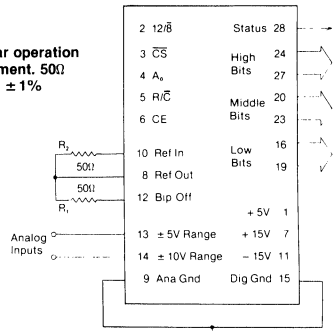 ar operation
ment. 50Ω
± 1%
2 12/8̅
3 C̅S̅
4 Aₒ
5 R/C̅
6 CE
10 Ref In
8 Ref Out
12 Bip Off
13 ± 5V Range
14 ± 10V Range
9 Ana Gnd
Status 28
High Bits
24
27
Middle Bits
20
23
Low Bits
16
19
+ 5V 1
+ 15V 7
− 15V 11
Dig Gnd 15
R₂
50Ω
50Ω
R₁
Analog
Inputs